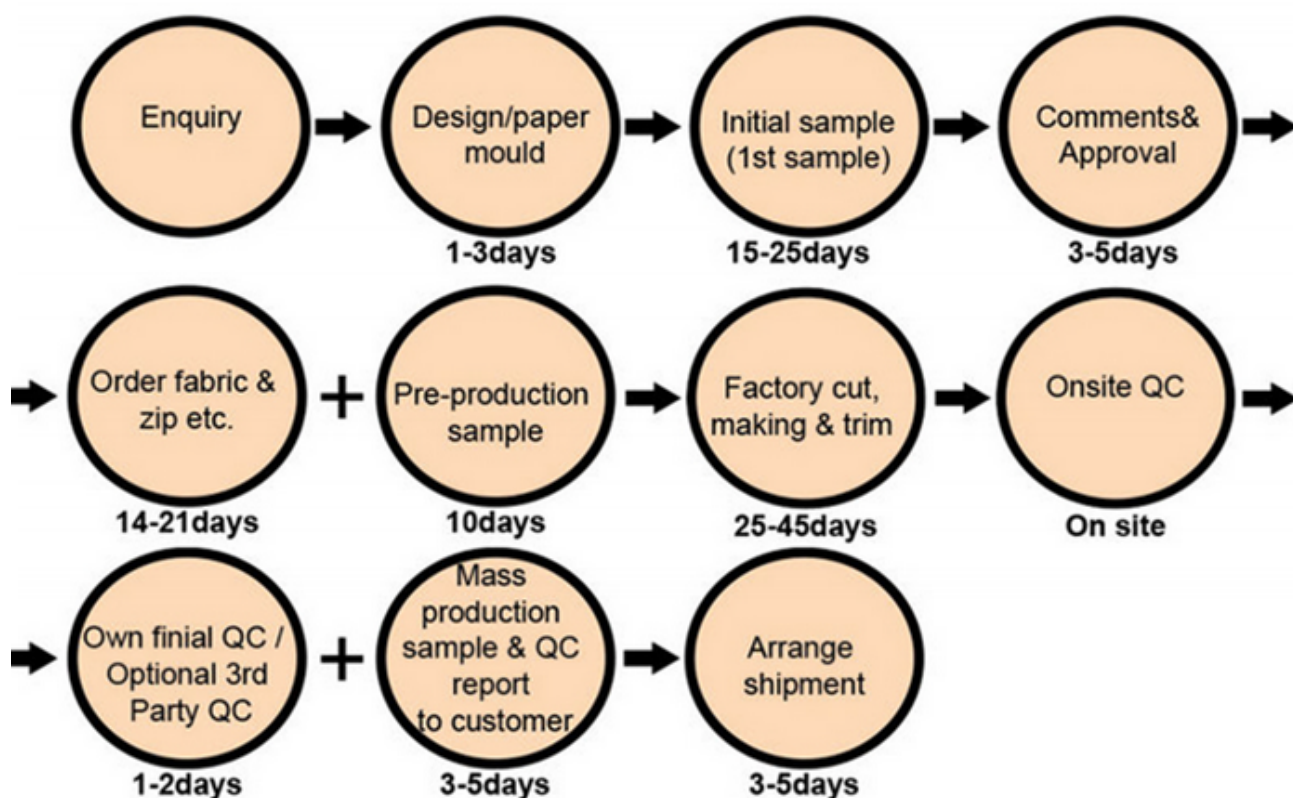 Enquiry
Design/paper
mould
1-3days
Initial sample
(1st sample)
15-25days
Comments&
Approval
3-5days
Order fabric &
zip etc.
14-21days
+
Pre-production
sample
10days
Factory cut,
making & trim
25-45days
Onsite QC
On site
Own finial QC /
Optional 3rd
Party QC
1-2days
+
Mass
production
sample & QC
report
to customer
3-5days
Arrange
shipment
3-5days